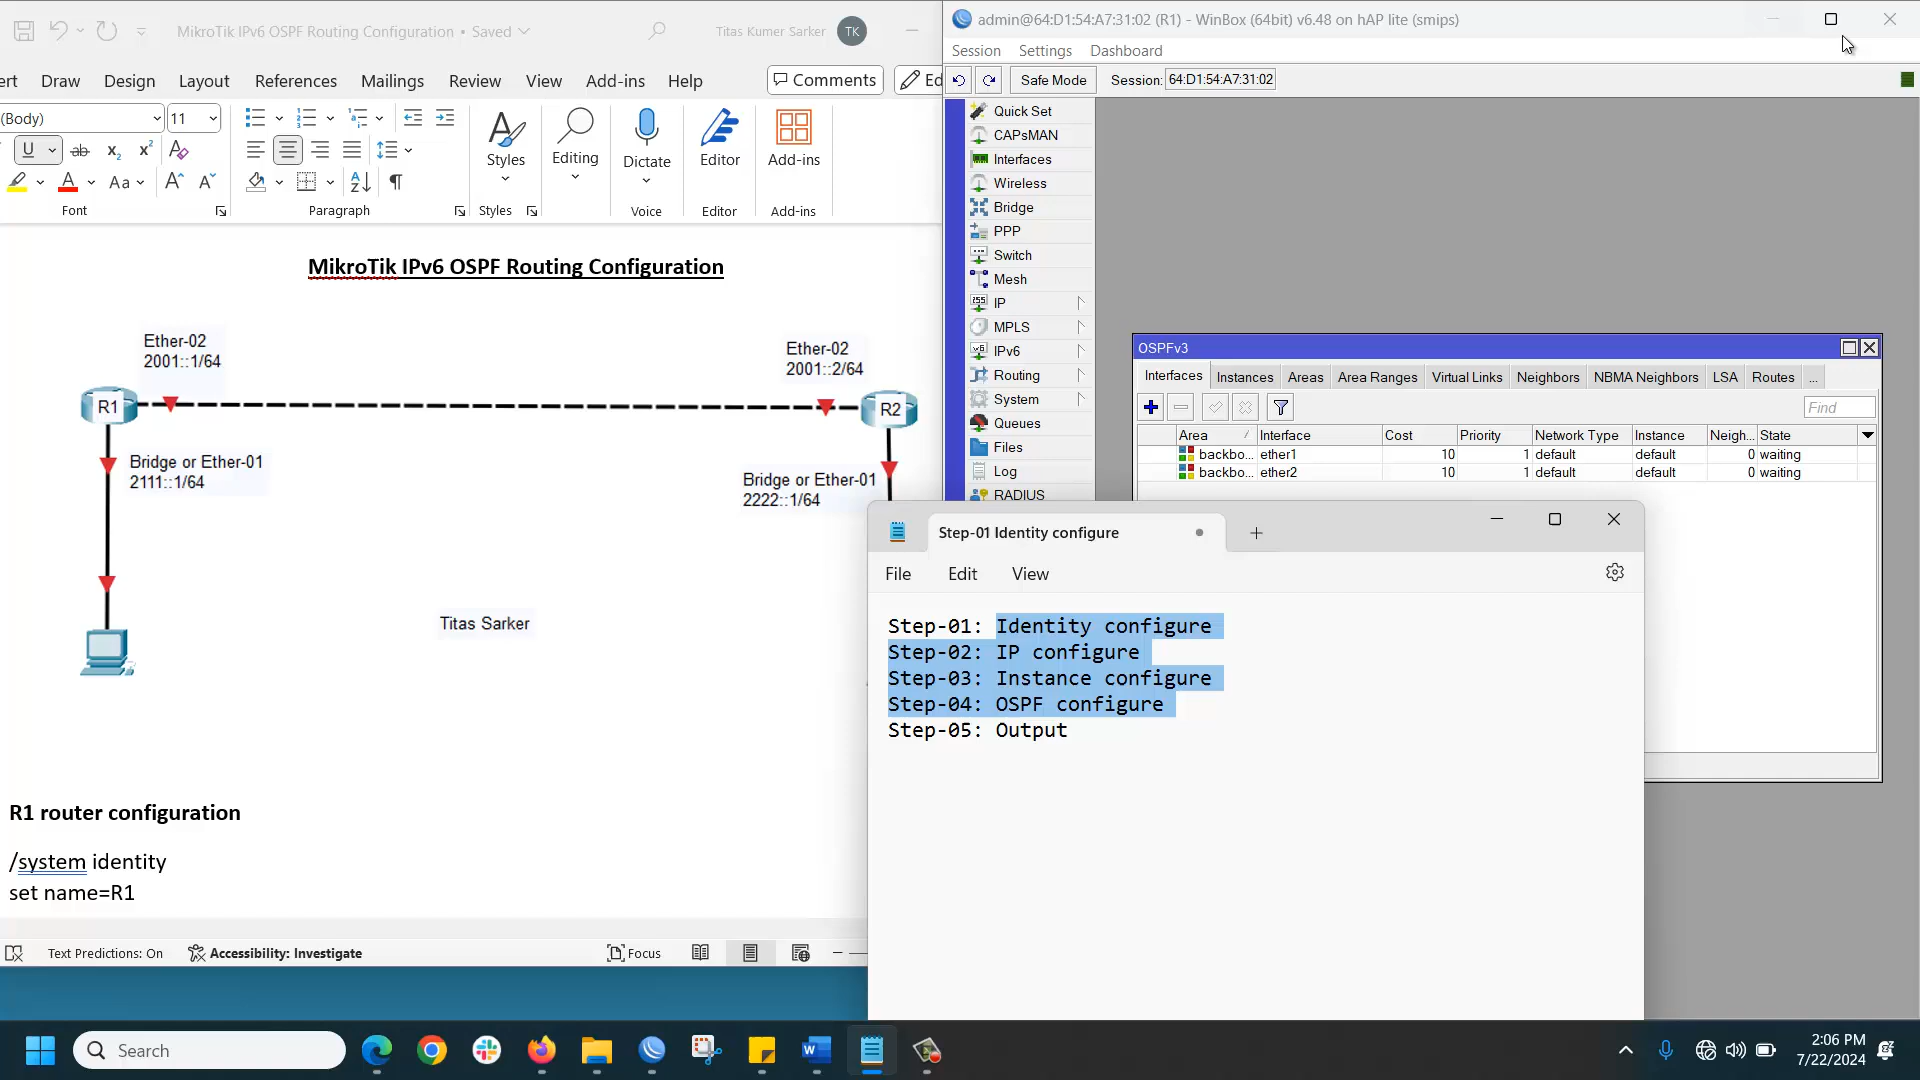 MikroTik IPv6 OSPF Routing Configuration • Saved
Titas Kumer Sarker
TK
ert
Draw
Design
Layout
References
Mailings
Review
View
Add-ins
Help
Comments
Ed
(Body)
11
U
ab
x2
x2
A
A
Aa
A
A
Font
Paragraph
Styles
Styles
Editing
Dictate
Voice
Editor
Editor
Add-ins
Add-ins
MikroTik IPv6 OSPF Routing Configuration
Ether-02
2001::1/64
Ether-02
2001::2/64
R1
R2
Bridge or Ether-01
2111::1/64
Bridge or Ether-01
2222::1/64
Titas Sarker
R1 router configuration
/system identity
set name=R1
Text Predictions: On
Accessibility: Investigate
Focus
admin@64:D1:54:A7:31:02 (R1) - WinBox (64bit) v6.48 on hAP lite (smips)
Session
Settings
Dashboard
Safe Mode
Session:
64:D1:54:A7:31:02
Quick Set
CAPsMAN
Interfaces
Wireless
Bridge
PPP
Switch
Mesh
IP
MPLS
IPv6
Routing
System
Queues
Files
Log
RADIUS
OSPFv3
Interfaces
Instances
Areas
Area Ranges
Virtual Links
Neighbors
NBMA Neighbors
LSA
Routes
...
Find
Area
Interface
Cost
Priority
Network Type
Instance
Neigh...
State
backbo... ether1 10 1 default default 0 waiting
backbo... ether2 10 1 default default 0 waiting
Step-01 Identity configure
File
Edit
View
Step-01: Identity configure
Step-02: IP configure
Step-03: Instance configure
Step-04: OSPF configure
Step-05: Output
Search
2:06 PM
7/22/2024